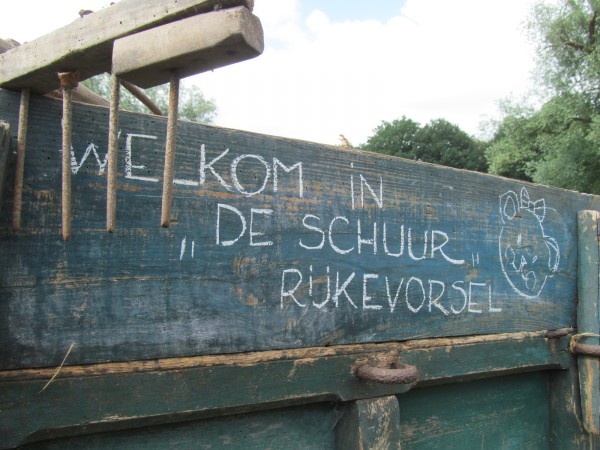 WELKOM IN
„DE SCHUUR„
RIJKEVORSEL